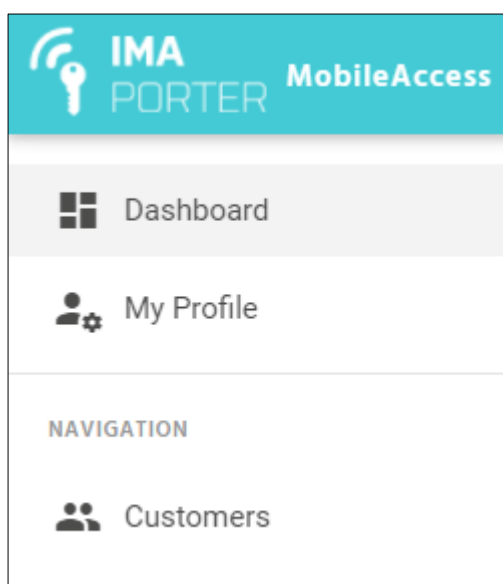 IMA
PORTER MobileAccess
Dashboard
My Profile
NAVIGATION
Customers